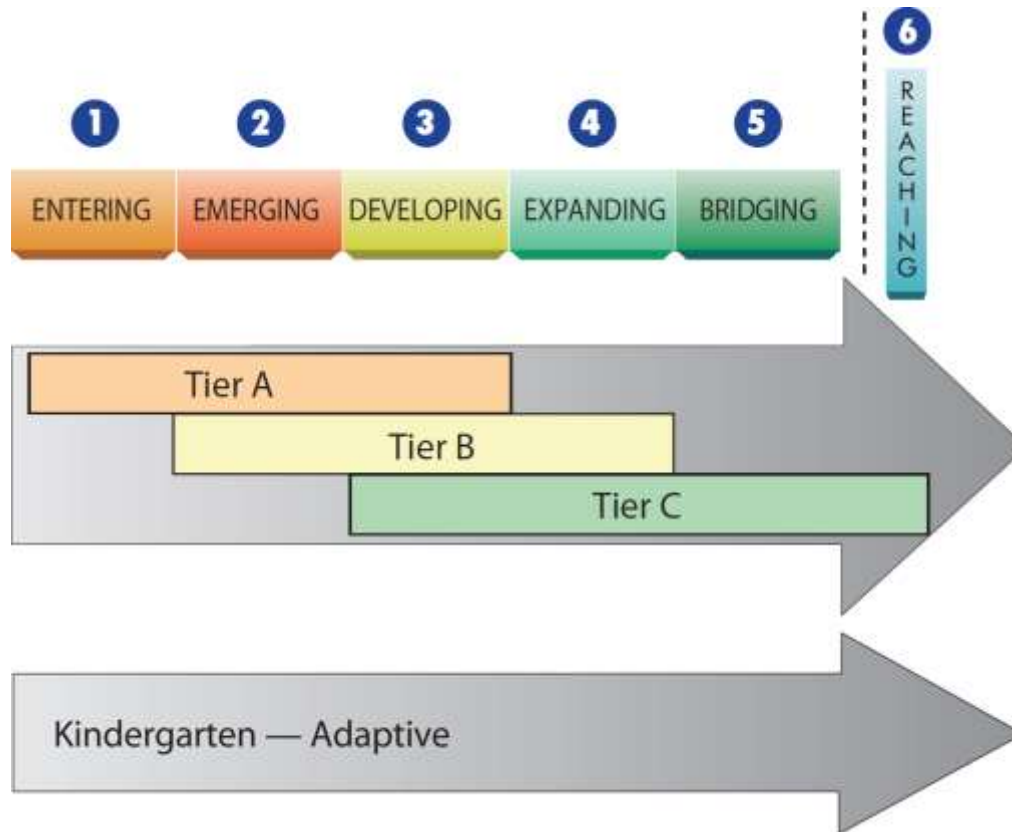 1
2
3
4
5
6
ENTERING
EMERGING
DEVELOPING
EXPANDING
BRIDGING
REACHING
Tier A
Tier B
Tier C
Kindergarten — Adaptive